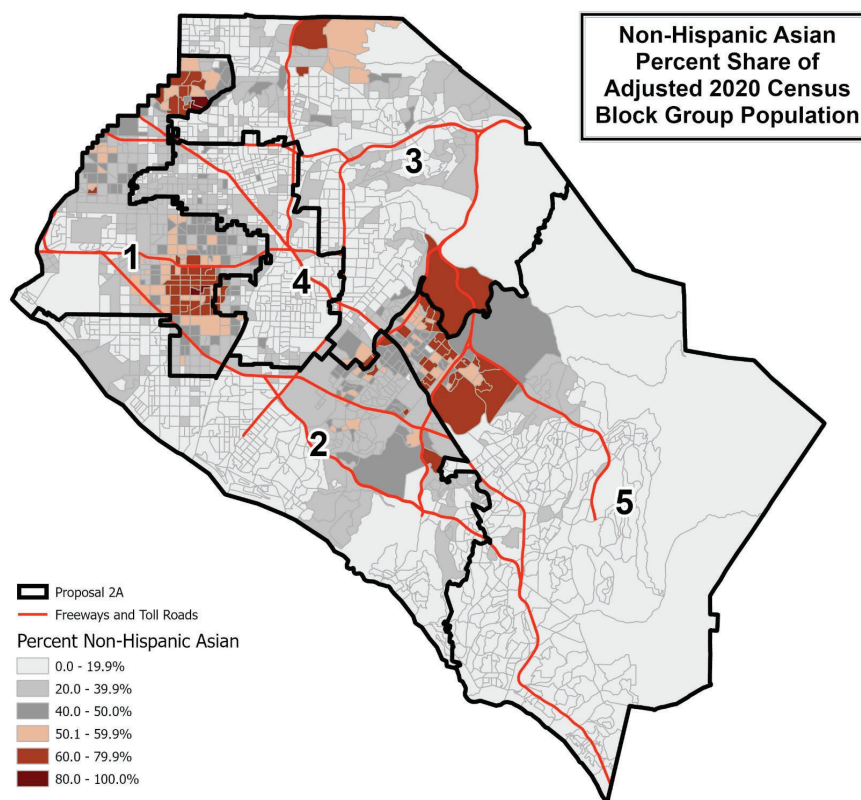 Non-Hispanic Asian
Percent Share of
Adjusted 2020 Census
Block Group Population
3
1
4
2
5
Proposal 2A
Freeways and Toll Roads
Percent Non-Hispanic Asian
0.0 - 19.9%
20.0 - 39.9%
40.0 - 50.0%
50.1 - 59.9%
60.0 - 79.9%
80.0 - 100.0%